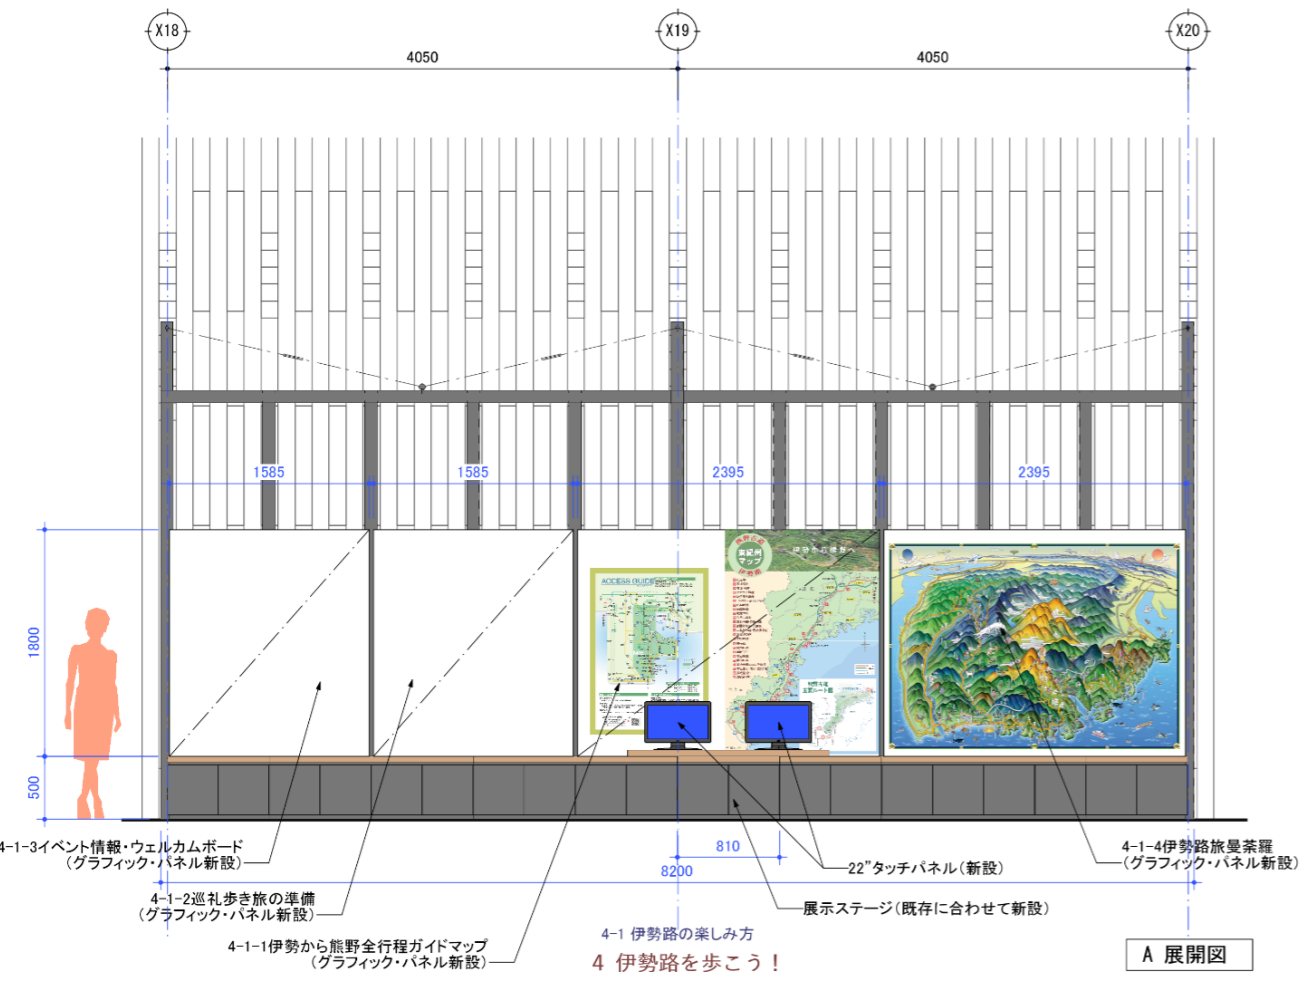 X18
X19
X20
4050
4050
1585
1585
2395
2395
1800
500
ACCESS GUIDE
東紀州
マップ
伊勢から熊野へ
4-1-3イベント情報・ウェルカムボード
（グラフィック・パネル新設）
4-1-2巡礼歩き旅の準備
（グラフィック・パネル新設）
4-1-1伊勢から熊野全行程ガイドマップ
（グラフィック・パネル新設）
810
8200
22”タッチパネル（新設）
展示ステージ（既存に合わせて新設）
4-1-4伊勢路旅曼荼羅
（グラフィック・パネル新設）
4-1 伊勢路の楽しみ方
4 伊勢路を歩こう！
A 展開図